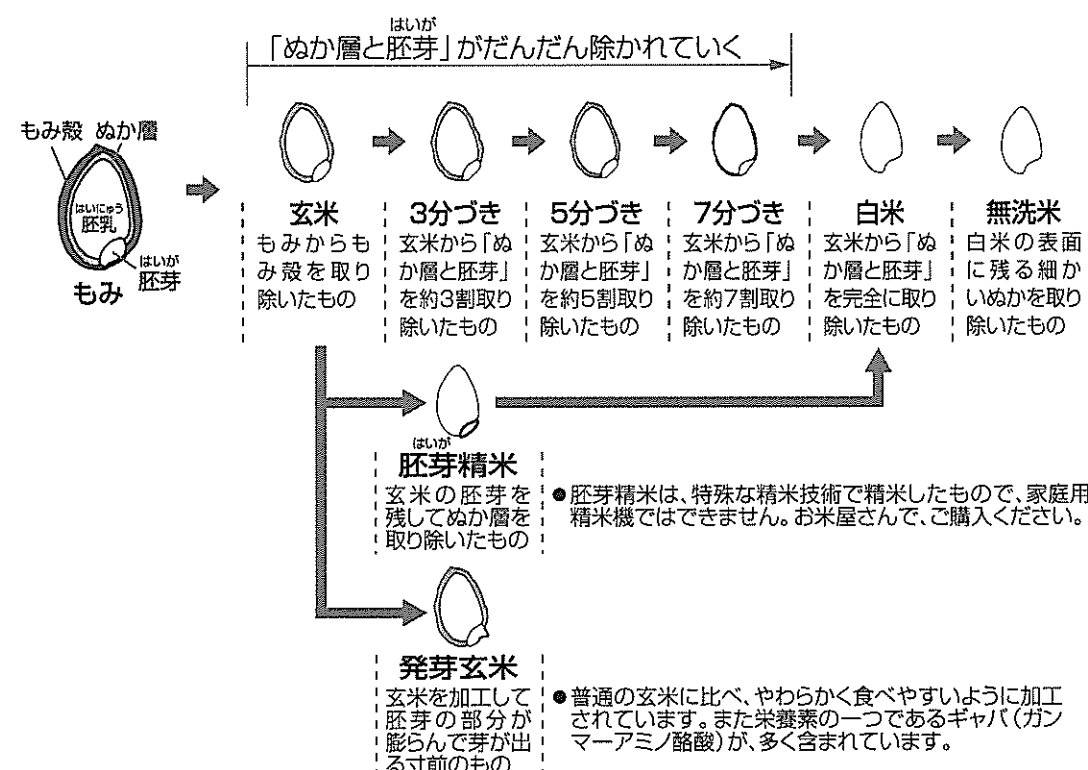 はいが
「ぬか層と胚芽」がだんだん除かれていく
もみ殻 ぬか層
はいにゅう
胚乳
はいが
胚芽
もみ
玄米
もみからも
み殻を取り
除いたもの
3分づき
玄米から「ぬ
か層と胚芽」
を約3割取り
除いたもの
5分づき
玄米から「ぬ
か層と胚芽」
を約5割取り
除いたもの
7分づき
玄米から「ぬ
か層と胚芽」
を約7割取り
除いたもの
白米
玄米から「ぬ
か層と胚芽」
を完全に取り
除いたもの
無洗米
白米の表面
に残る細か
いぬかを取り
除いたもの
はいが
胚芽精米
玄米の胚芽を
残してぬか層を
取り除いたもの
●胚芽精米は、特殊な精米技術で精米したもので、家庭用
精米機ではできません。お米屋さんで、ご購入ください。
発芽玄米
玄米を加工して
胚芽の部分が
膨らんで芽が出
る寸前のもの
●普通の玄米に比べ、やわらかく食べやすいように加工
されています。また栄養素の一つであるギャバ(ガン
マーアミノ酪酸)が、多く含まれています。